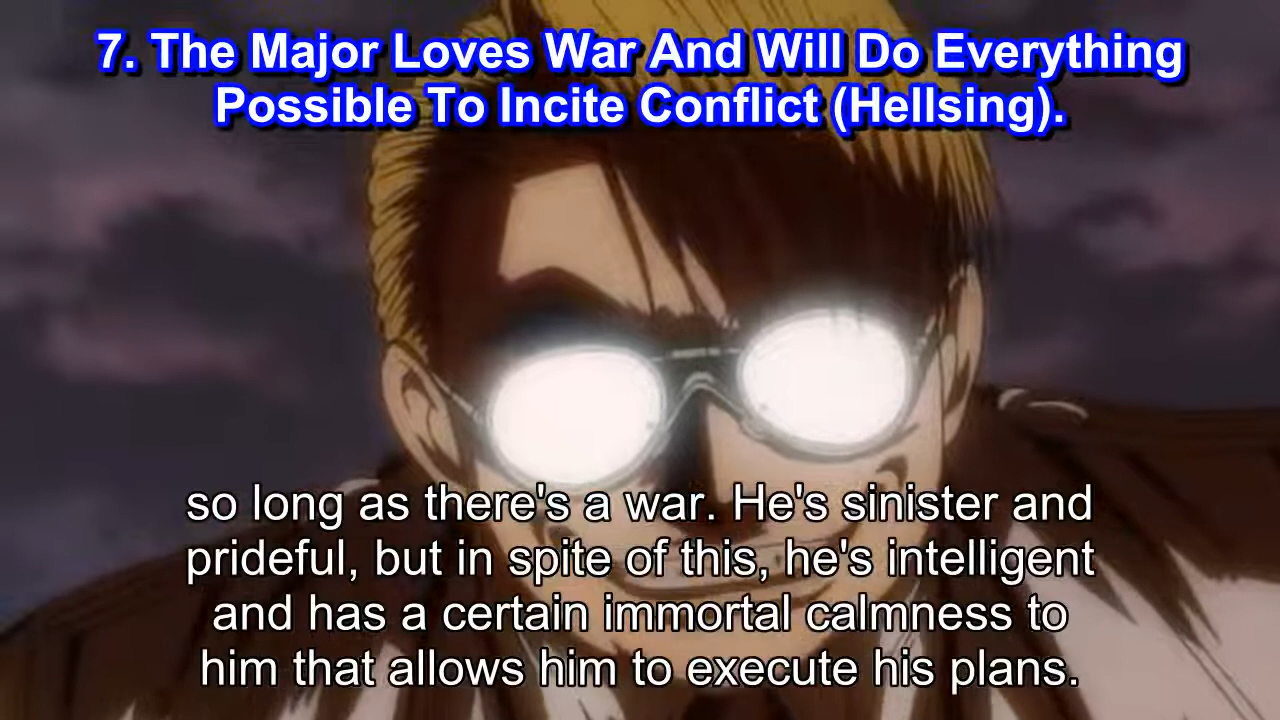 7. The Major Loves War And Will Do Everything
Possible To Incite Conflict (Hellsing).
so long as there's a war. He's sinister and
prideful, but in spite of this, he's intelligent
and has a certain immortal calmness to
him that allows him to execute his plans.